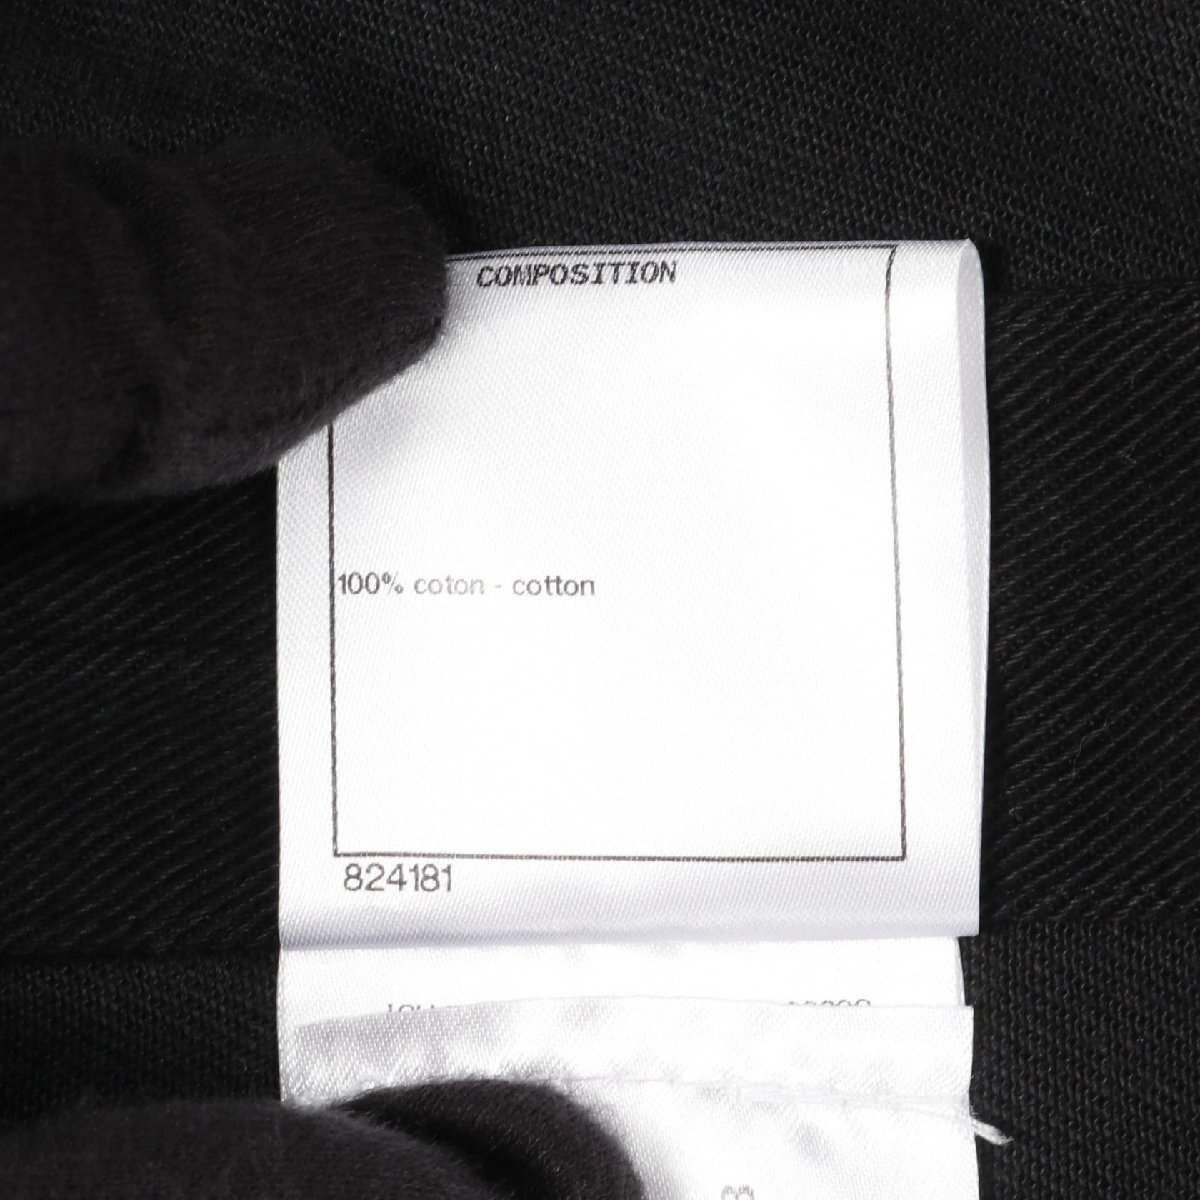 COMPOSITION
100% coton - cotton
824181